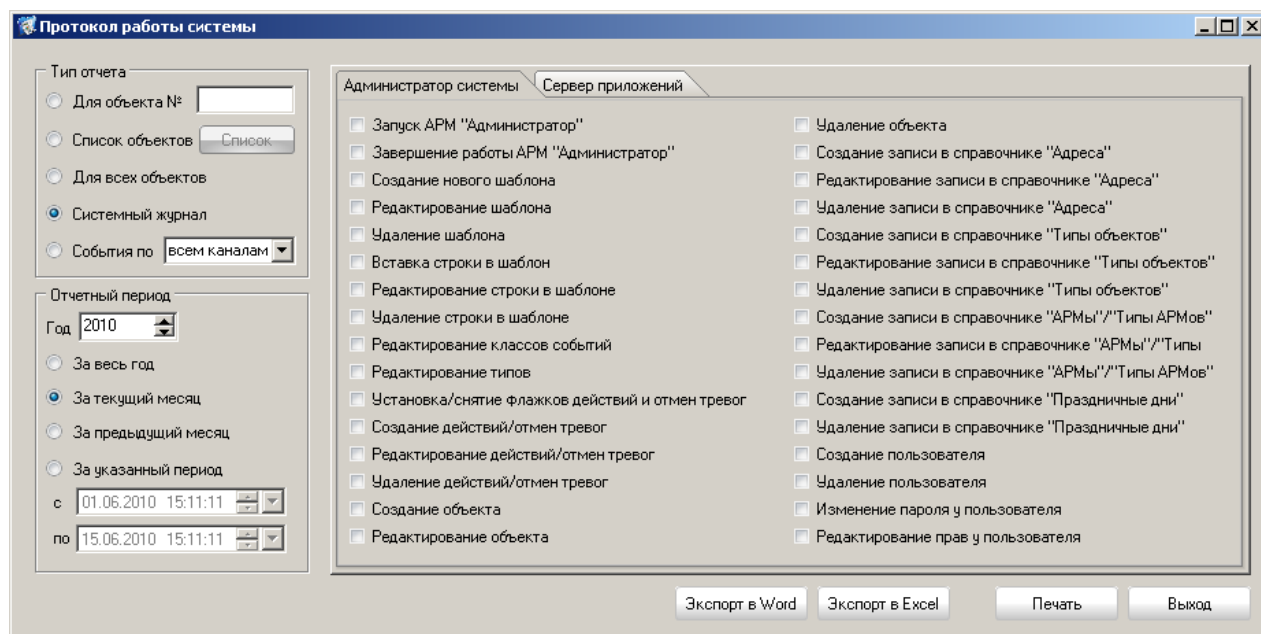 Протокол работы системы
Тип отчета
Для объекта №
Список объектов Список
Для всех объектов
Системный журнал
События по всем каналам
Отчетный период
Год 2010
За весь год
За текущий месяц
За предыдущий месяц
За указанный период
с 01.06.2010 15:11:11
по 15.06.2010 15:11:11
Администратор системы Сервер приложений
Запуск АРМ "Администратор"
Завершение работы АРМ "Администратор"
Создание нового шаблона
Редактирование шаблона
Удаление шаблона
Вставка строки в шаблон
Редактирование строки в шаблоне
Удаление строки в шаблоне
Редактирование классов событий
Редактирование типов
Установка/снятие флажков действий и отмен тревог
Создание действий/отмен тревог
Редактирование действий/отмен тревог
Удаление действий/отмен тревог
Создание объекта
Редактирование объекта
Удаление объекта
Создание записи в справочнике "Адреса"
Редактирование записи в справочнике "Адреса"
Удаление записи в справочнике "Адреса"
Создание записи в справочнике "Типы объектов"
Редактирование записи в справочнике "Типы объектов"
Удаление записи в справочнике "Типы объектов"
Создание записи в справочнике "АРМы"/"Типы АРМов"
Редактирование записи в справочнике "АРМы"/"Типы
Удаление записи в справочнике "АРМы"/"Типы АРМов"
Создание записи в справочнике "Праздничные дни"
Удаление записи в справочнике "Праздничные дни"
Создание пользователя
Удаление пользователя
Изменение пароля у пользователя
Редактирование прав у пользователя
Экспорт в Word Экспорт в Excel Печать Выход